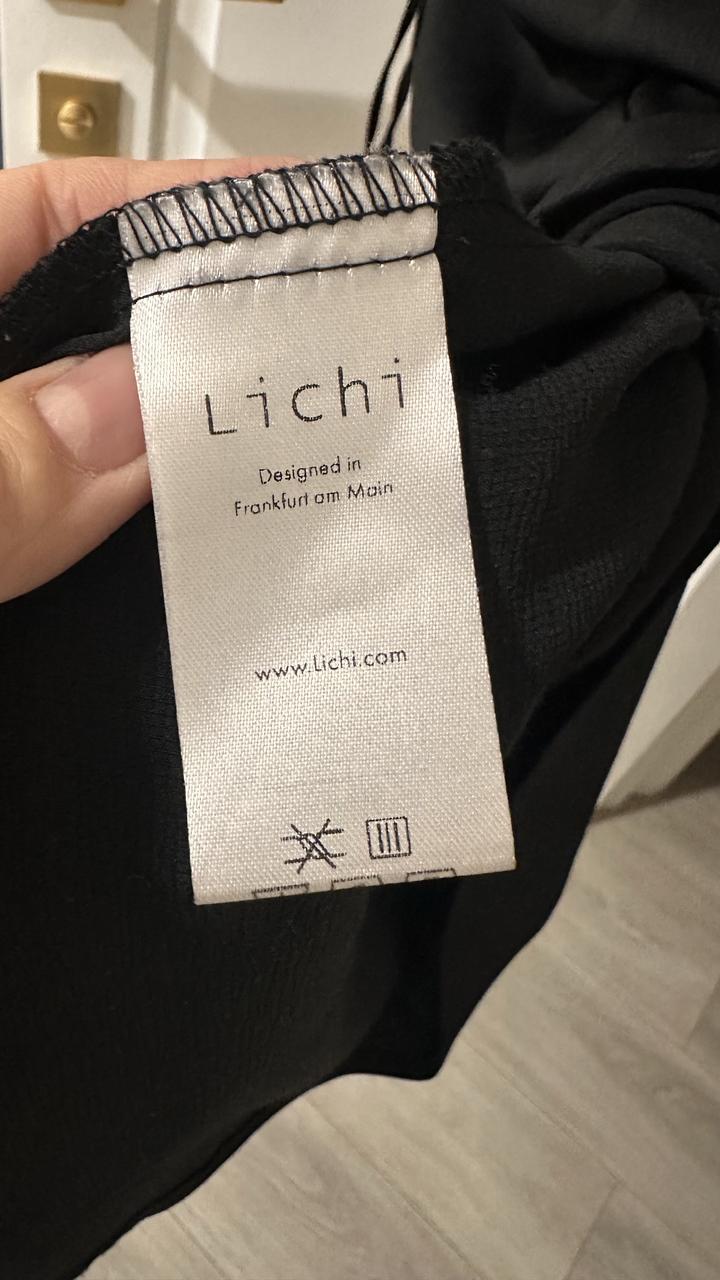 Lichi
Designed in
Frankfurt am Main
www.Lichi.com